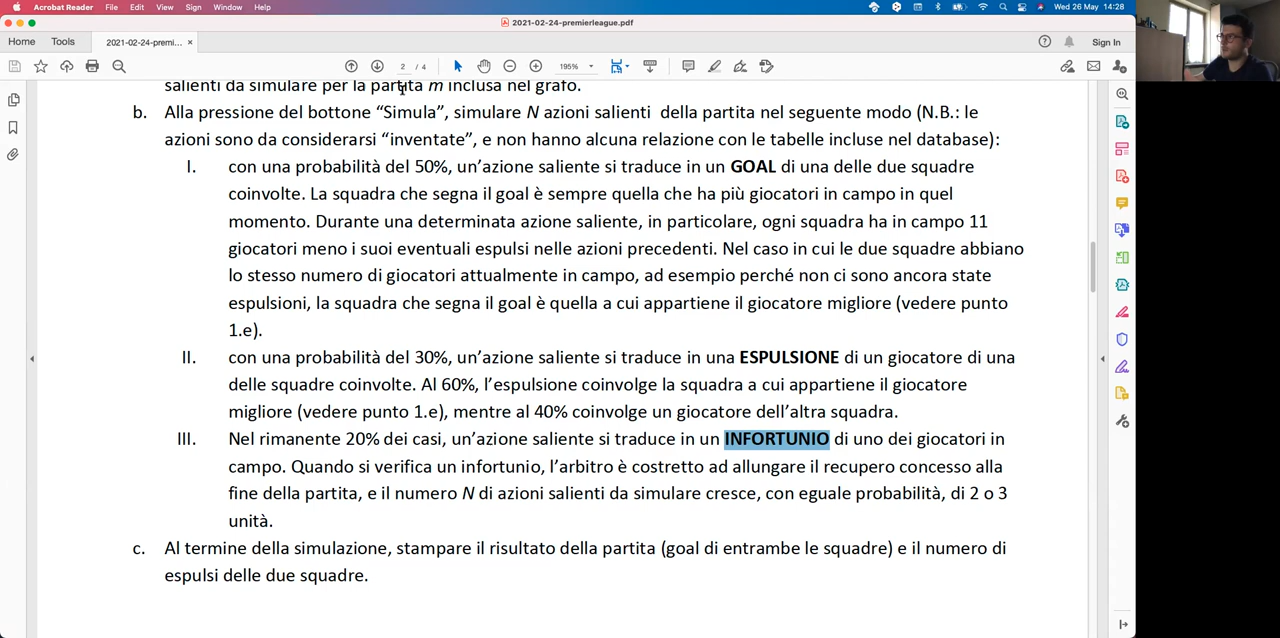 Acrobat Reader File Edit View Sign Window Help Wed 26 May 14:28
2021-02-24-premierleague.pdf
Home Tools 2021-02-24-premi... × Sign In
2 / 4 195%
salienti da simulare per la partita m inclusa nel grafo.
b. Alla pressione del bottone “Simula”, simulare N azioni salienti della partita nel seguente modo (N.B.: le
azioni sono da considerarsi “inventate”, e non hanno alcuna relazione con le tabelle incluse nel database):
I. con una probabilità del 50%, un’azione saliente si traduce in un GOAL di una delle due squadre
coinvolte. La squadra che segna il goal è sempre quella che ha più giocatori in campo in quel
momento. Durante una determinata azione saliente, in particolare, ogni squadra ha in campo 11
giocatori meno i suoi eventuali espulsi nelle azioni precedenti. Nel caso in cui le due squadre abbiano
lo stesso numero di giocatori attualmente in campo, ad esempio perché non ci sono ancora state
espulsioni, la squadra che segna il goal è quella a cui appartiene il giocatore migliore (vedere punto
1.e).
II. con una probabilità del 30%, un’azione saliente si traduce in una ESPULSIONE di un giocatore di una
delle squadre coinvolte. Al 60%, l’espulsione coinvolge la squadra a cui appartiene il giocatore
migliore (vedere punto 1.e), mentre al 40% coinvolge un giocatore dell’altra squadra.
III. Nel rimanente 20% dei casi, un’azione saliente si traduce in un INFORTUNIO di uno dei giocatori in
campo. Quando si verifica un infortunio, l’arbitro è costretto ad allungare il recupero concesso alla
fine della partita, e il numero N di azioni salienti da simulare cresce, con eguale probabilità, di 2 o 3
unità.
c. Al termine della simulazione, stampare il risultato della partita (goal di entrambe le squadre) e il numero di
espulsi delle due squadre.